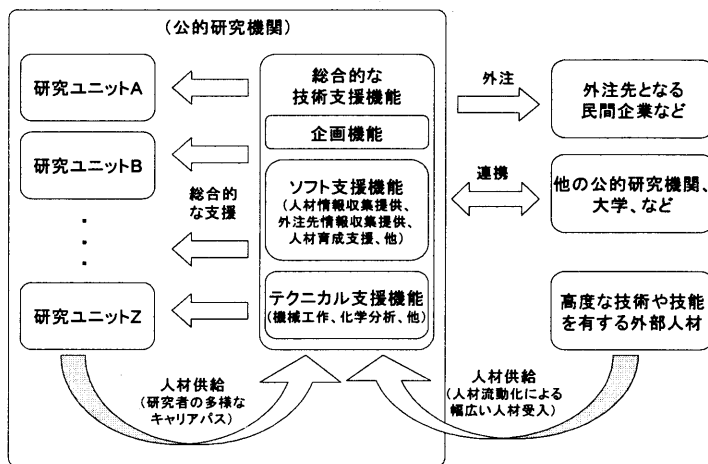 (公的研究機関)
研究ユニットA
研究ユニットB
・
・
・
研究ユニットZ
総合的
な支援
総合的な
技術支援機能
企画機能
ソフト支援機能
(人材情報収集提供、
外注先情報収集提供、
人材育成支援、他)
テクニカル支援機能
(機械工作、化学分析、他)
外注
外注先となる
民間企業など
連携
他の公的研究機関、
大学、など
高度な技術や技能
を有する外部人材
人材供給
(研究者の多様な
キャリアパス)
人材供給
(人材流動化による
幅広い人材受入)